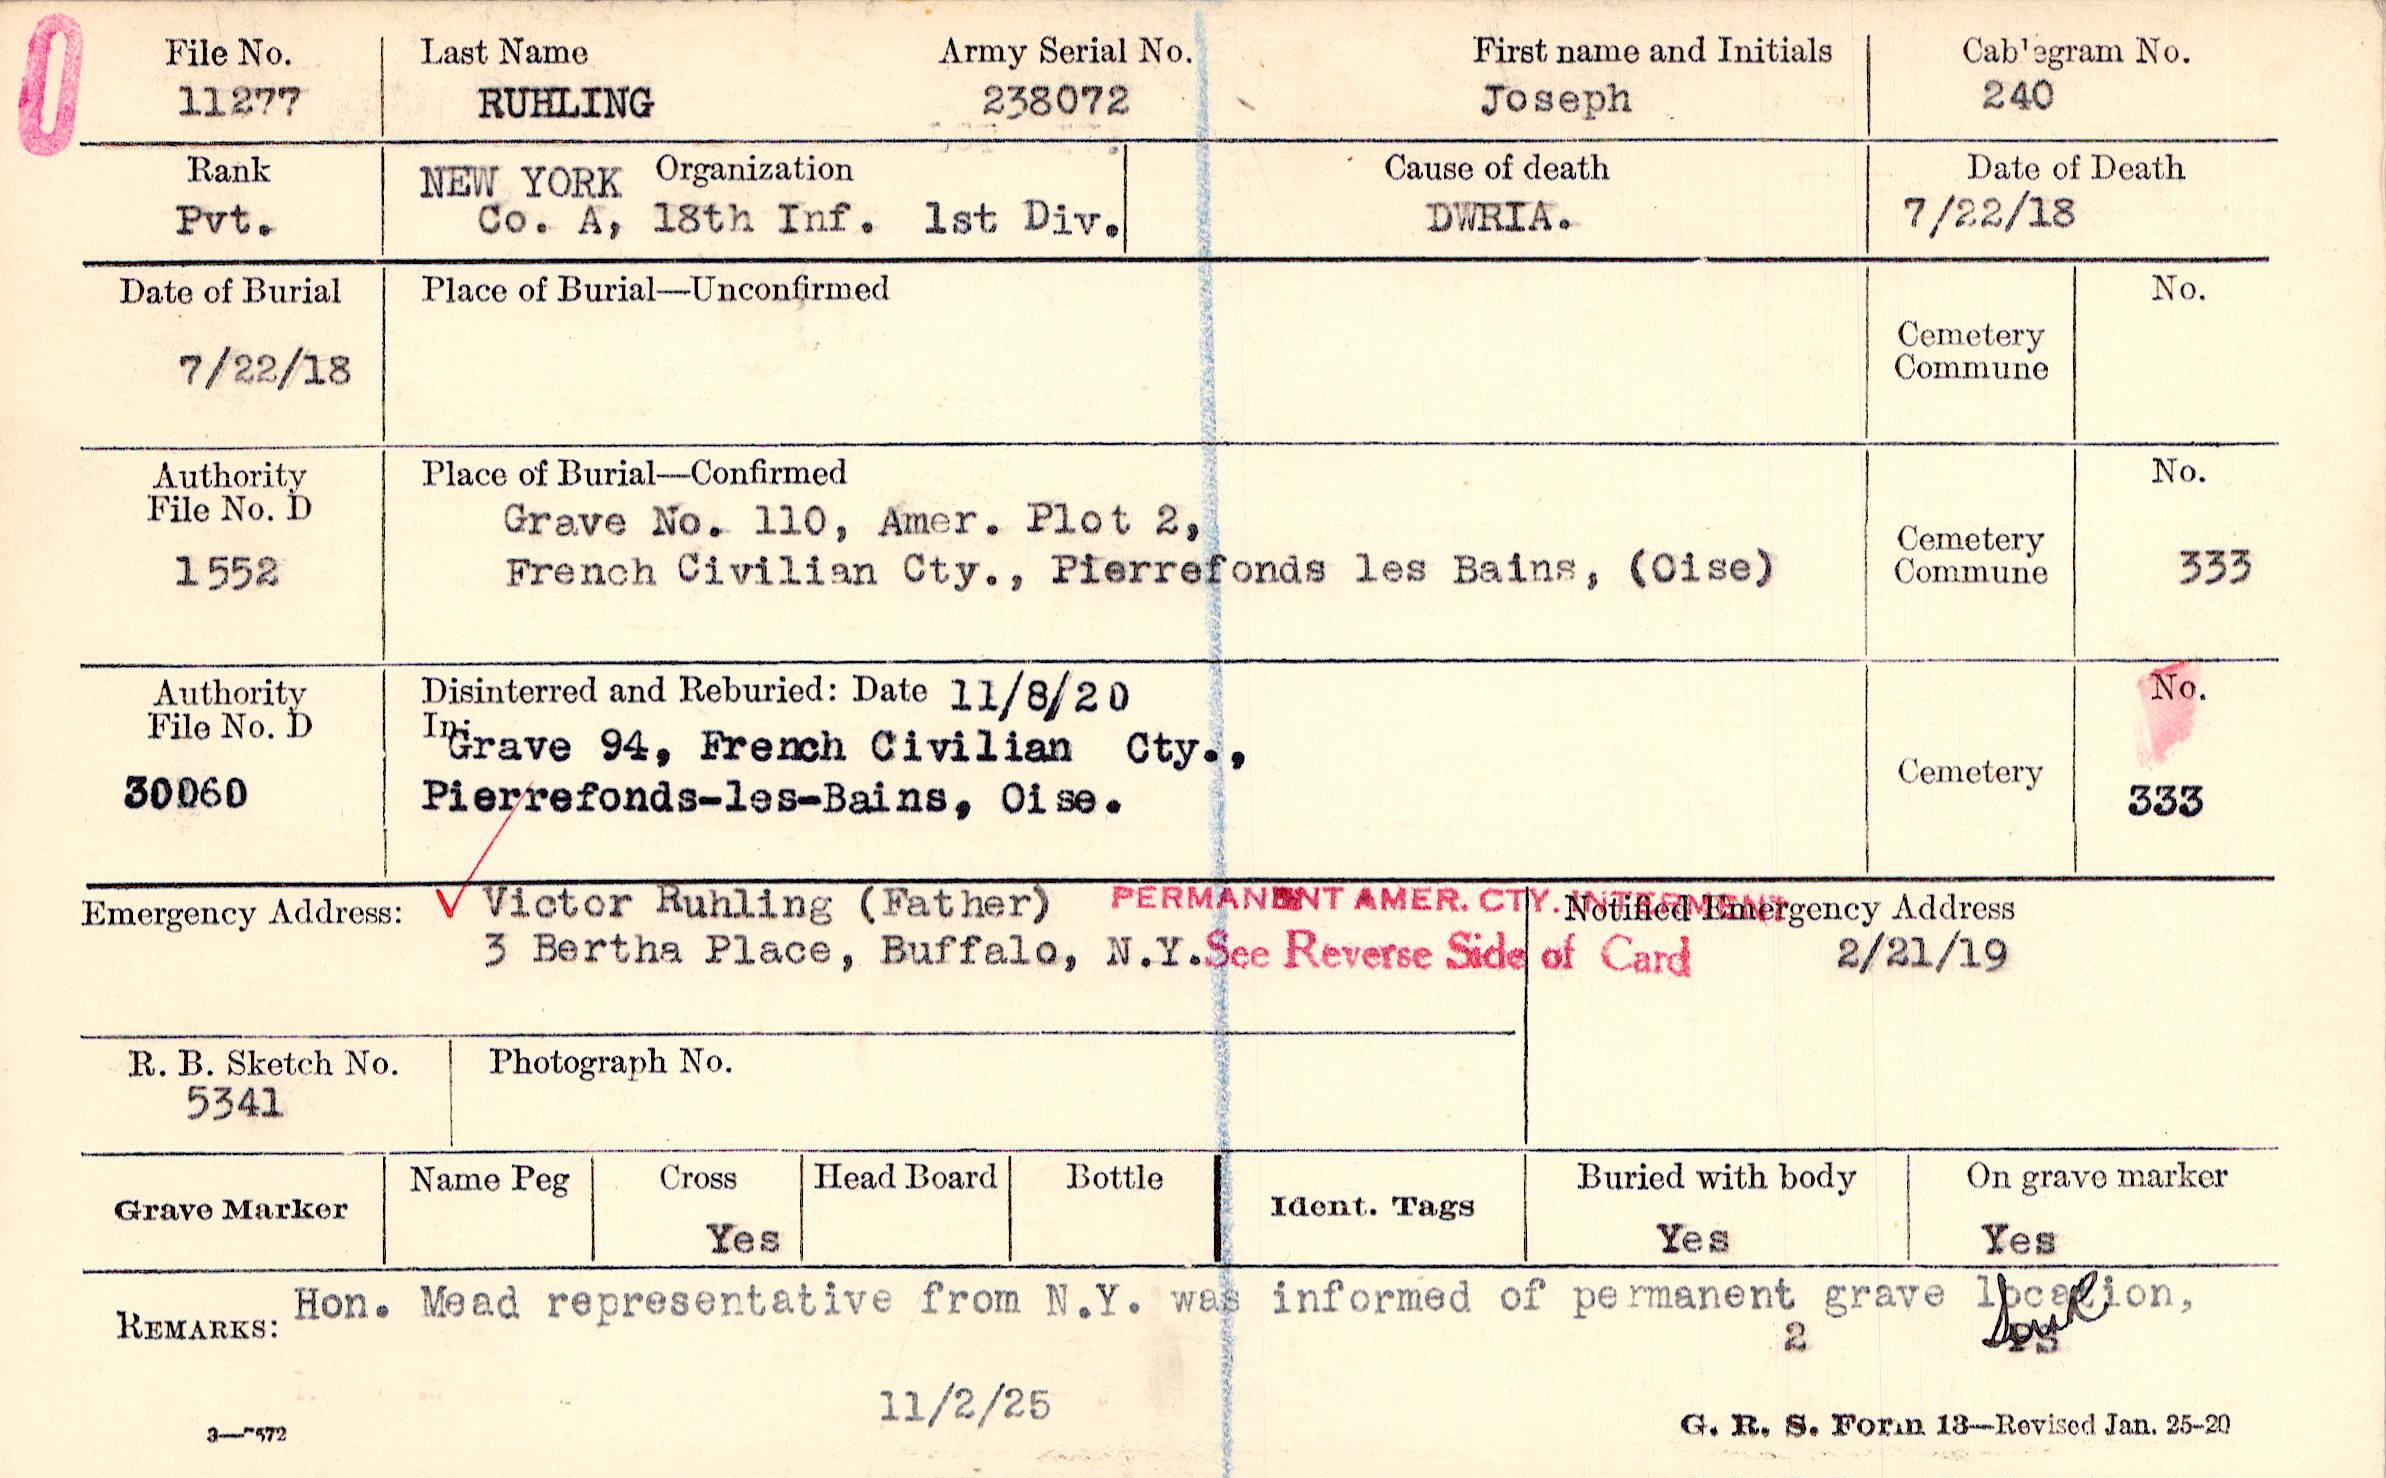 File No. Last Name Army Serial No. First name and Initials Cablegram No.
11277 RUHLING 238072 Joseph 240
Rank Organization Cause of death Date of Death
NEW YORK
Pvt. Co. A, 18th Inf. 1st Div. DWRIA. 7/22/18
Date of Burial Place of Burial—Unconfirmed No.
Cemetery
Commune
7/22/18
Authority Place of Burial—Confirmed No.
File No. D
Grave No. 110, Amer. Plot 2,
Cemetery
1552 French Civilian Cty., Pierrefonds les Bains, (Oise) Commune 333
Authority Disinterred and Reburied: Date 11/8/20 No.
File No. D In:
Grave 94, French Civilian Cty.,
Cemetery
30060 Pierrefonds-les-Bains, Oise. 333
Emergency Address: Victor Ruhling (Father) PERMANENT AMER. CTY. INTERMENT Notified Emergency Address
3 Bertha Place, Buffalo, N.Y. See Reverse Side of Card 2/21/19
R. B. Sketch No. Photograph No.
5341
Grave Marker Name Peg Cross Head Board Bottle Ident. Tags Buried with body On grave marker
Yes Yes Yes
REMARKS: Hon. Mead representative from N.Y. was informed of permanent grave location,
2
11/2/25
G. R. S. Form 13—Revised Jan. 25-20